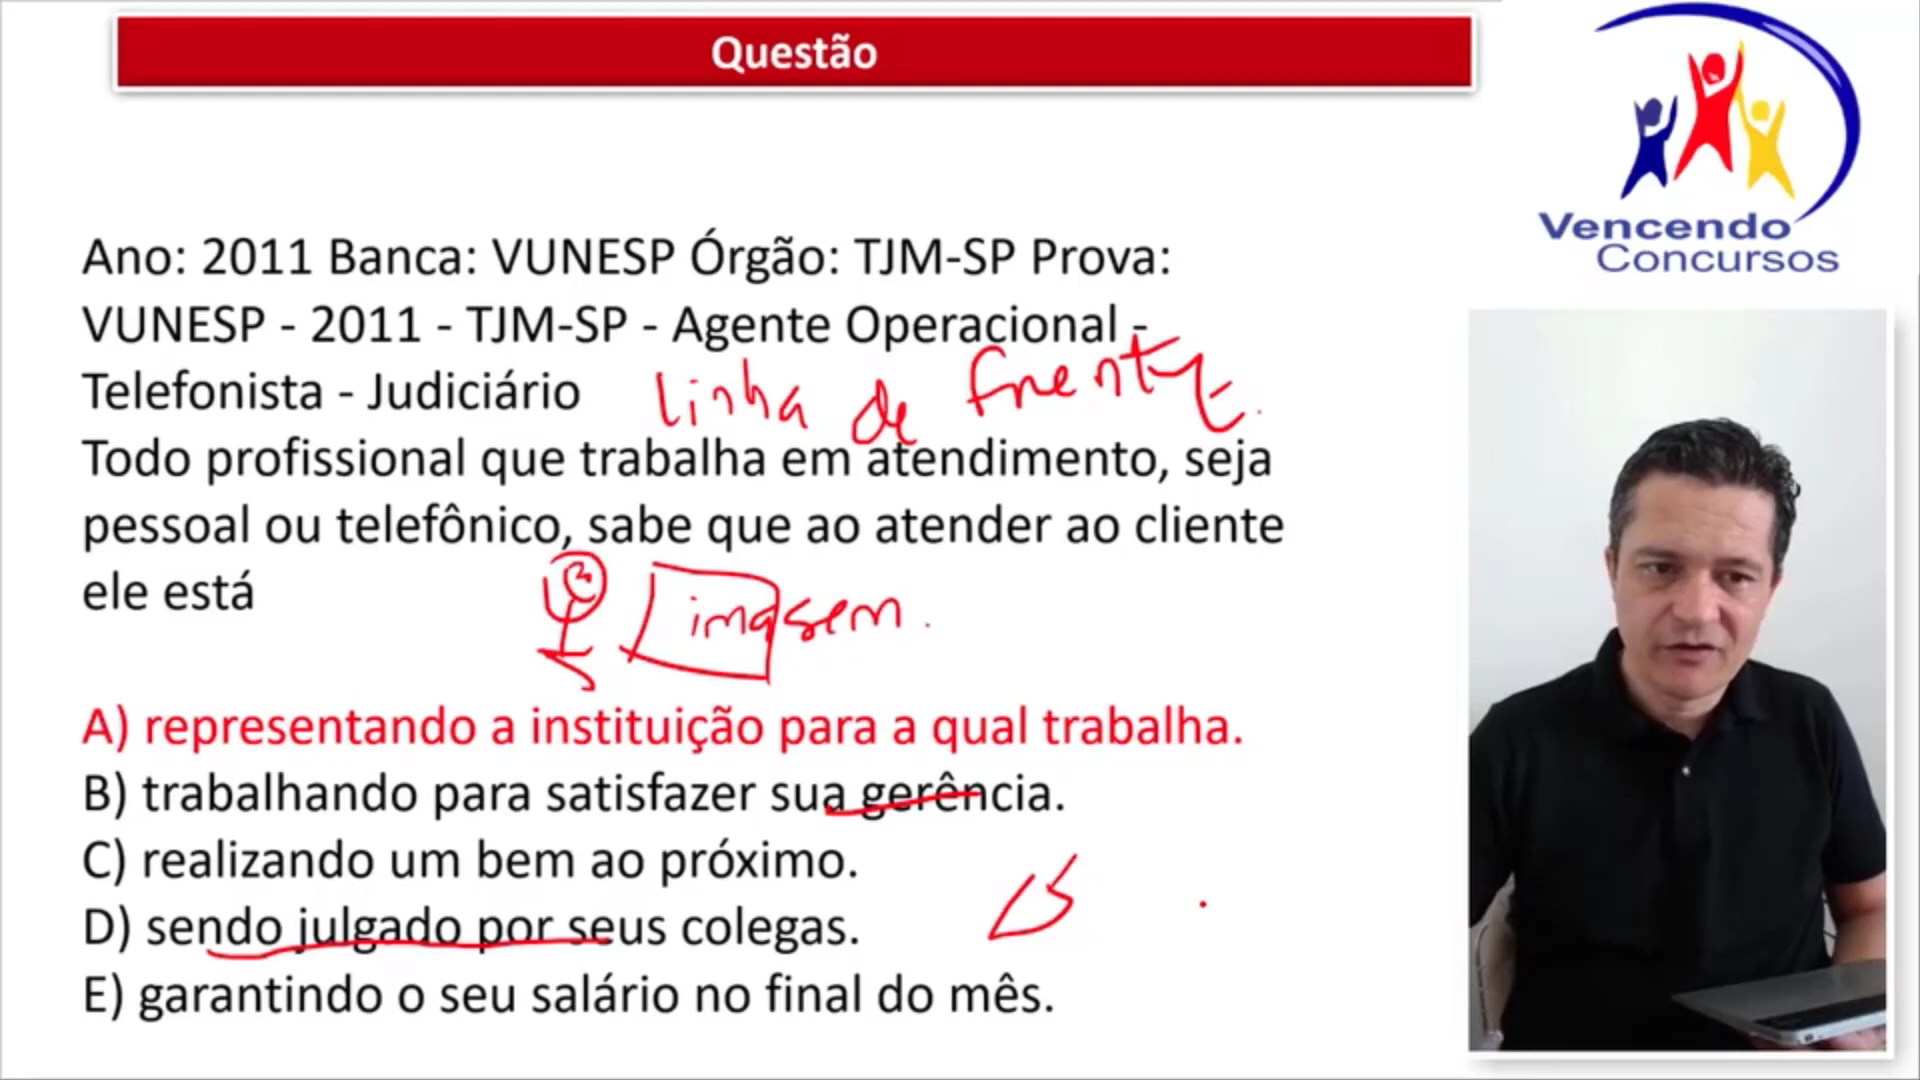 Questão
Vencendo
Concursos
Ano: 2011 Banca: VUNESP Órgão: TJM-SP Prova:
VUNESP - 2011 - TJM-SP - Agente Operacional -
Telefonista - Judiciário
linha de frente
Todo profissional que trabalha em atendimento, seja
pessoal ou telefônico, sabe que ao atender ao cliente
ele está
imagem.
A) representando a instituição para a qual trabalha.
B) trabalhando para satisfazer sua gerência.
C) realizando um bem ao próximo.
D) sendo julgado por seus colegas.
E) garantindo o seu salário no final do mês.